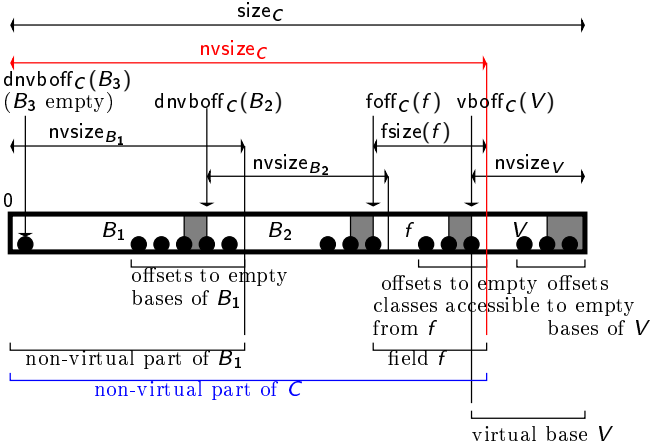 size_C
nvsize_C
dnvboff_C(B_3)
(B_3 empty)
dnvboff_C(B_2)
foff_C(f)
vboff_C(V)
nvsize_B_1
fsize(f)
nvsize_B_2
nvsize_V
0
B_1
B_2
f
V
offsets to empty
bases of B_1
offsets to empty
classes accessible
from f
offsets
to empty
bases of V
non-virtual part of B_1
field f
non-virtual part of C
virtual base V